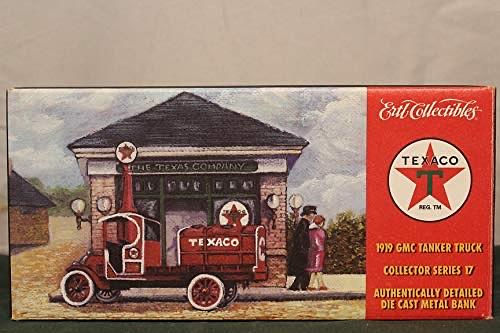 Ertl Collectibles
TEXACO
T
REG. TM
1919 GMC TANKER TRUCK
COLLECTOR SERIES 17
AUTHENTICALLY DETAILED
DIE CAST METAL BANK
THE TEXAS COMPANY
TEXACO